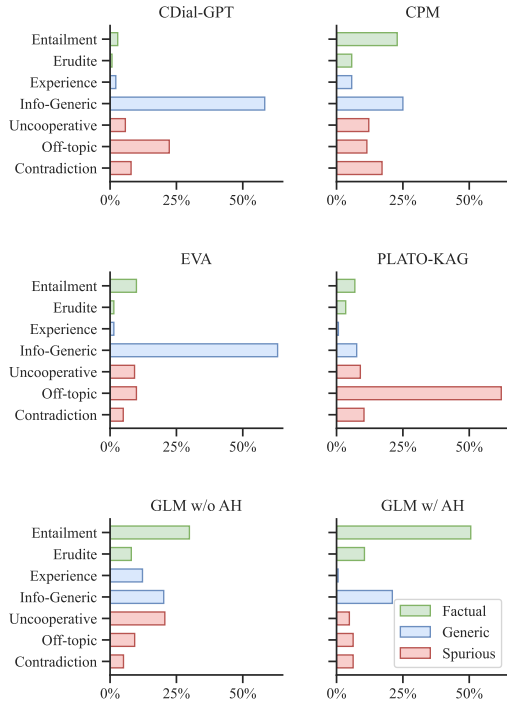 CDial-GPT
CPM
Entailment
Erudite
Experience
Info-Generic
Uncooperative
Off-topic
Contradiction
0% 25% 50%
0% 25% 50%
EVA
PLATO-KAG
Entailment
Erudite
Experience
Info-Generic
Uncooperative
Off-topic
Contradiction
0% 25% 50%
0% 25% 50%
GLM w/o AH
GLM w/ AH
Entailment
Erudite
Experience
Info-Generic
Uncooperative
Off-topic
Contradiction
Factual
Generic
Spurious
0% 25% 50%
0% 25% 50%